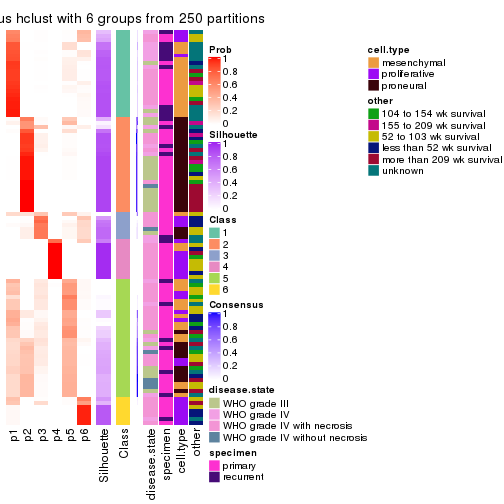 us hclust with 6 groups from 250 partitions
Prob
1
0.8
0.6
0.4
0.2
0
Silhouette
1
0.8
0.6
0.4
0.2
0
Class
1
2
3
4
5
6
Consensus
1
0.8
0.6
0.4
0.2
0
disease.state
WHO grade III
WHO grade IV
WHO grade IV with necrosis
WHO grade IV without necrosis
specimen
primary
recurrent
cell.type
mesenchymal
proliferative
proneural
other
104 to 154 wk survival
155 to 209 wk survival
52 to 103 wk survival
less than 52 wk survival
more than 209 wk survival
unknown
p1
p2
p3
p4
p5
p6
Silhouette
Class
disease.state
specimen
cell.type
other